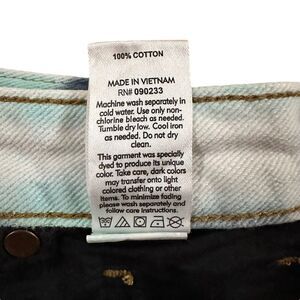 100% COTTON
MADE IN VIETNAM
RN# 090233
Machine wash separately in
cold water. Use only non-
chlorine bleach as needed.
Tumble dry low. Cool iron
as needed. Do not dry
clean.
This garment was specially
dyed to produce its unique
color. Take care, dark colors
may transfer onto light
colored clothing or other
items. To minimize fading
please wash separately and
follow care instructions.